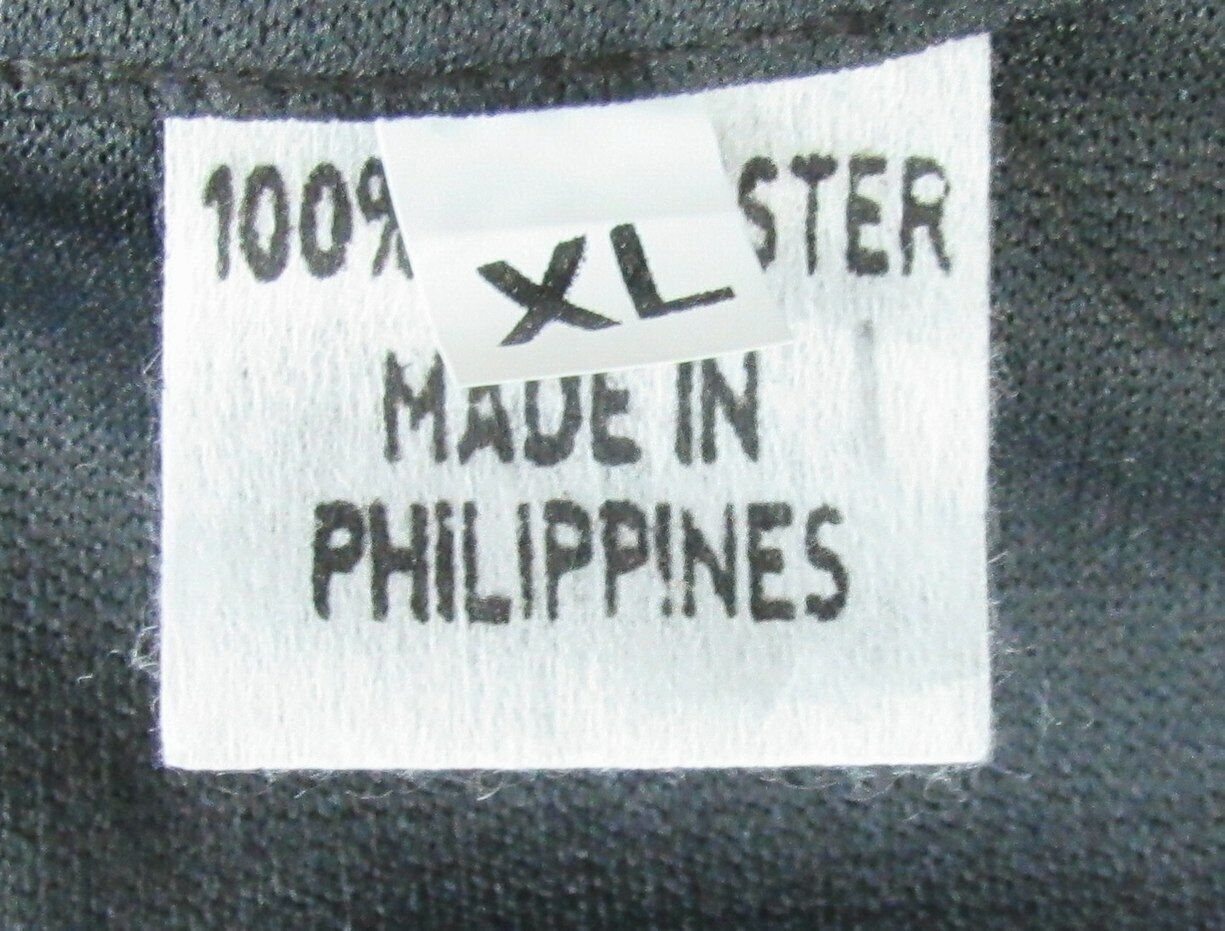 100% STER
XL
MADE IN
PHILIPPINES